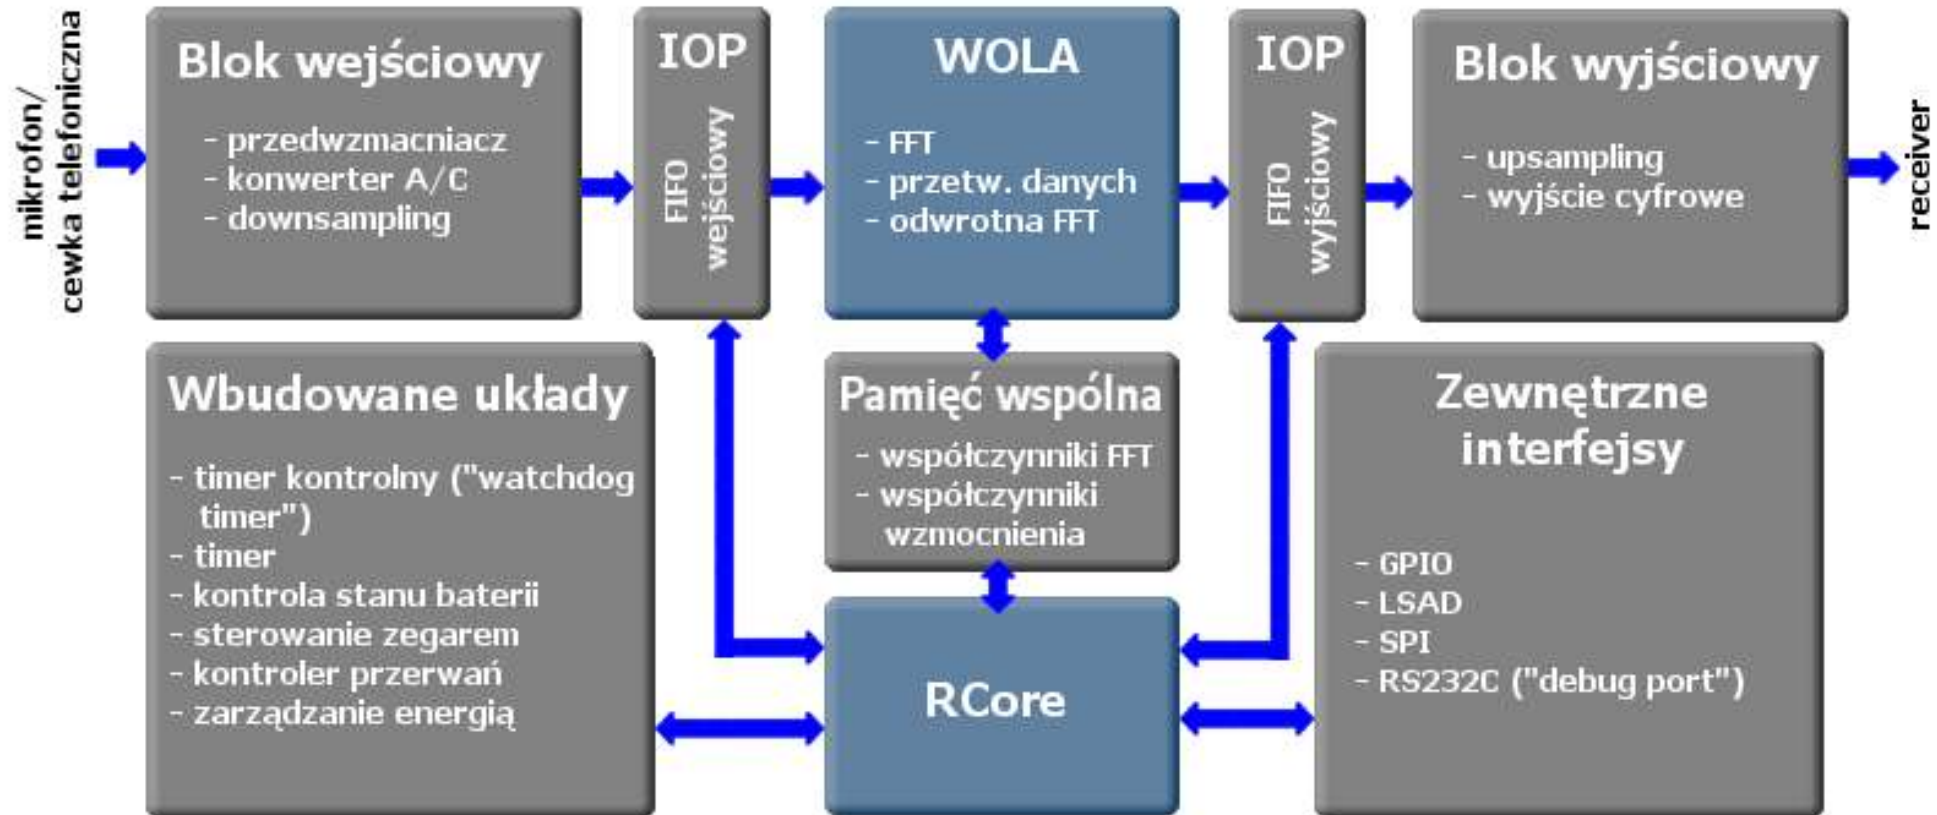 mikrofon/
cewka telefoniczna
Blok wejściowy
- przedwzmacniacz
- konwerter A/C
- downsampling
IOP
FIFO
wejściowy
WOLA
- FFT
- przetw. danych
- odwrotna FFT
IOP
FIFO
wyjściowy
Blok wyjściowy
- upsampling
- wyjście cyfrowe
receiver
Wbudowane układy
- timer kontrolny ("watchdog
timer")
- timer
- kontrola stanu baterii
- sterowanie zegarem
- kontroler przerwań
- zarządzanie energią
Pamięć wspólna
- współczynniki FFT
- współczynniki
wzmocnienia
RCore
Zewnętrzne
interfejsy
- GPIO
- LSAD
- SPI
- RS232C ("debug port")